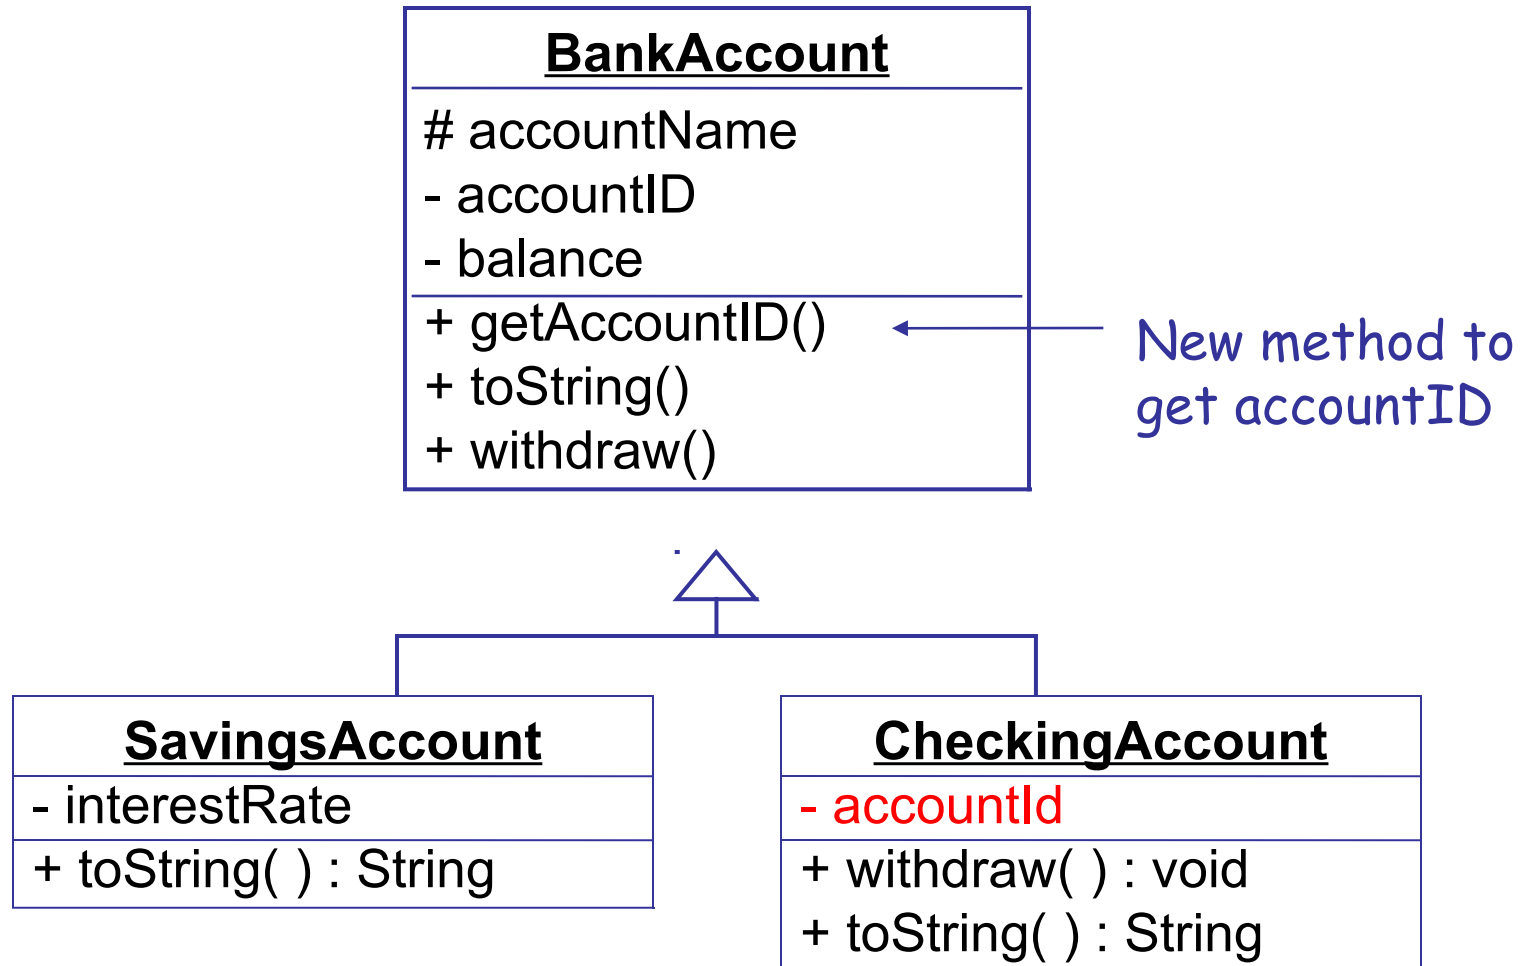 BankAccount
# accountName
- accountID
- balance
+ getAccountID()
+ toString()
+ withdraw()
New method to
get accountID
SavingsAccount
- interestRate
+ toString( ) : String
CheckingAccount
- accountId
+ withdraw( ) : void
+ toString( ) : String